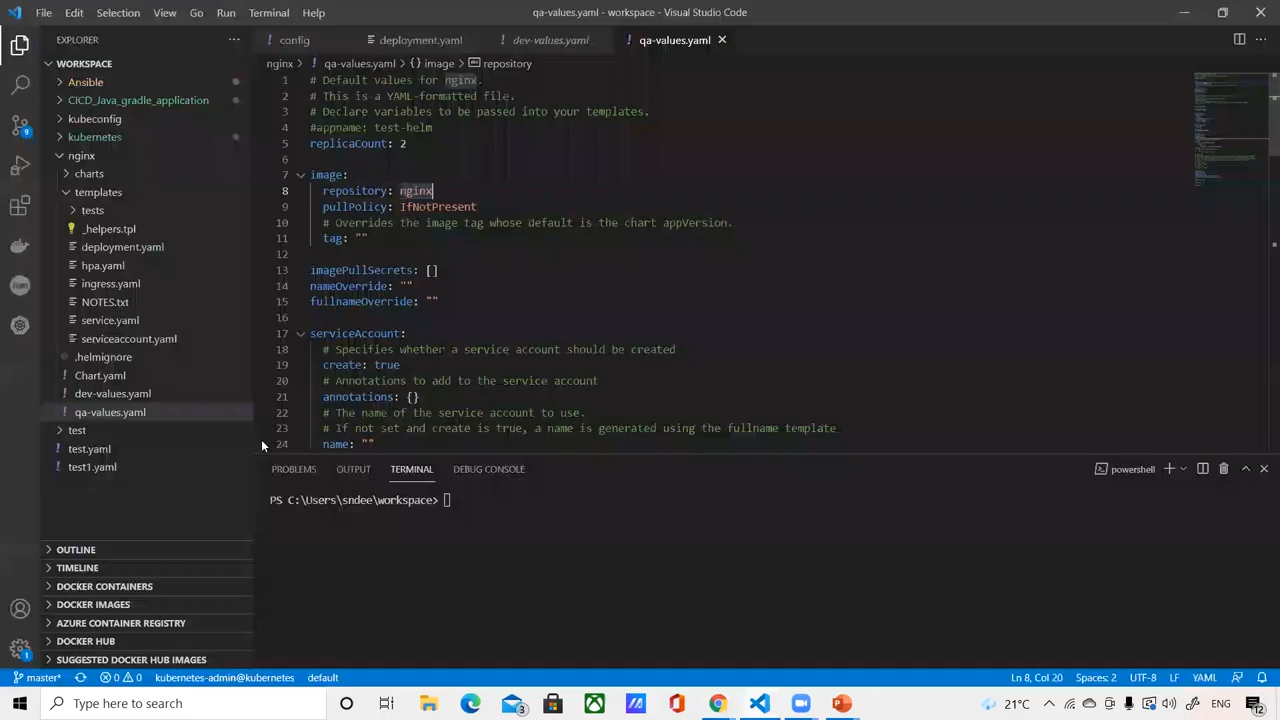 File Edit Selection View Go Run Terminal Help
qa-values.yaml - workspace - Visual Studio Code
EXPLORER
WORKSPACE
Ansible
CICD_Java_gradle_application
kubeconfig
kubernetes
nginx
charts
templates
tests
_helpers.tpl
deployment.yaml
hpa.yaml
ingress.yaml
NOTES.txt
service.yaml
serviceaccount.yaml
.helmignore
Chart.yaml
dev-values.yaml
qa-values.yaml
test
test.yaml
test1.yaml
OUTLINE
TIMELINE
DOCKER CONTAINERS
DOCKER IMAGES
AZURE CONTAINER REGISTRY
DOCKER HUB
SUGGESTED DOCKER HUB IMAGES
9
1
config deployment.yaml dev-values.yaml qa-values.yaml
nginx > qa-values.yaml > {} image > repository
1 # Default values for nginx.
2 # This is a YAML-formatted file.
3 # Declare variables to be passed into your templates.
4 #appname: test-helm
5 replicaCount: 2
6
7 image:
8 repository: nginx
9 pullPolicy: IfNotPresent
10 # Overrides the image tag whose default is the chart appVersion.
11 tag: ""
12
13 imagePullSecrets: []
14 nameOverride: ""
15 fullnameOverride: ""
16
17 serviceAccount:
18 # Specifies whether a service account should be created
19 create: true
20 # Annotations to add to the service account
21 annotations: {}
22 # The name of the service account to use.
23 # If not set and create is true, a name is generated using the fullname template
24 name: ""
PROBLEMS OUTPUT TERMINAL DEBUG CONSOLE
powershell
PS C:\Users\sndee\workspace>
master* 0 0 kubernetes-admin@kubernetes default
Ln 8, Col 20 Spaces: 2 UTF-8 LF YAML
Type here to search
3
21°C
ENG
12